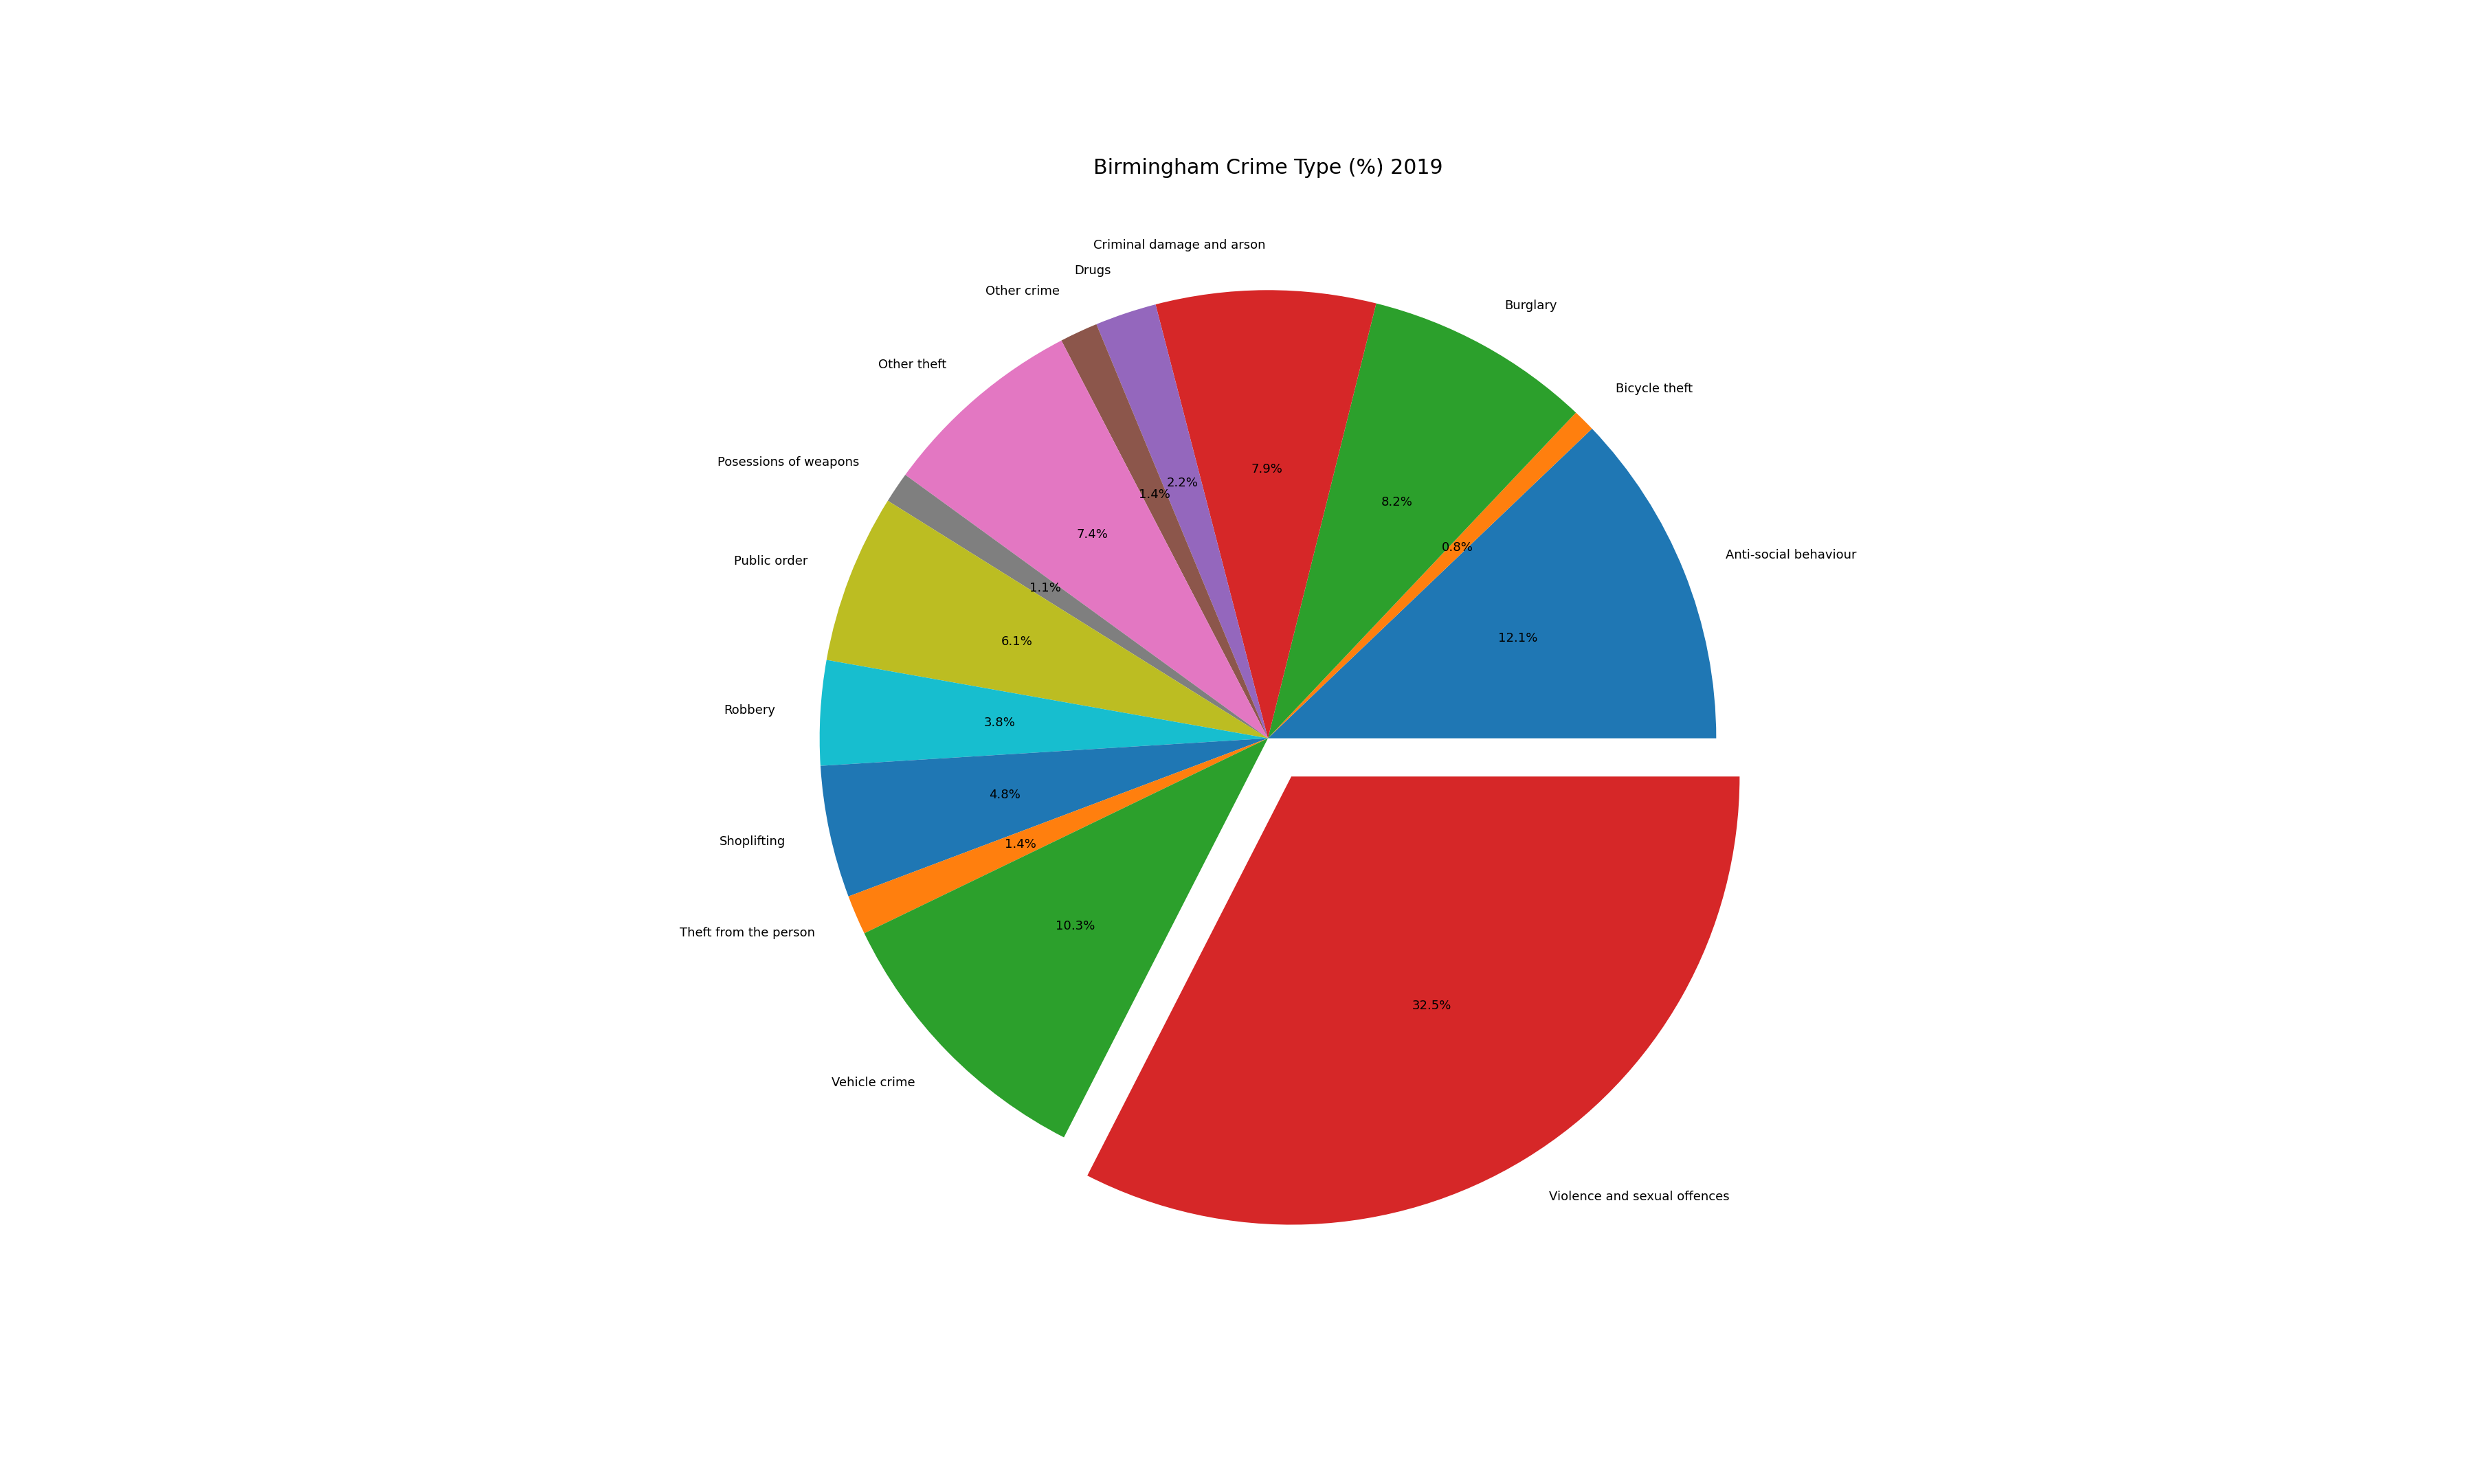 Birmingham Crime Type (%) 2019
Criminal damage and arson
Drugs
Other crime
Burglary
Other theft
Bicycle theft
Posessions of weapons
7.9%
2.2%
1.4%
8.2%
7.4%
0.8%
Anti-social behaviour
Public order
1.1%
12.1%
6.1%
Robbery
3.8%
4.8%
Shoplifting
1.4%
Theft from the person
10.3%
32.5%
Vehicle crime
Violence and sexual offences